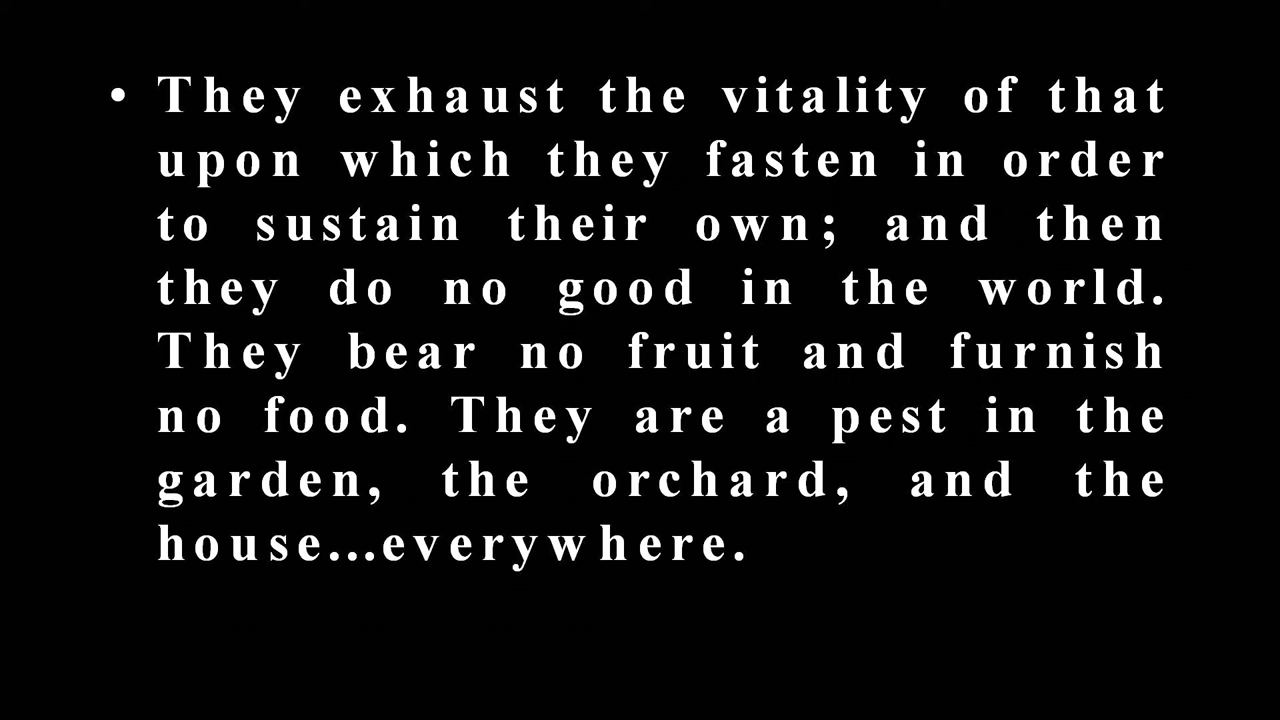 • They exhaust the vitality of that
upon which they fasten in order
to sustain their own; and then
they do no good in the world.
They bear no fruit and furnish
no food. They are a pest in the
garden, the orchard, and the
house...everywhere.